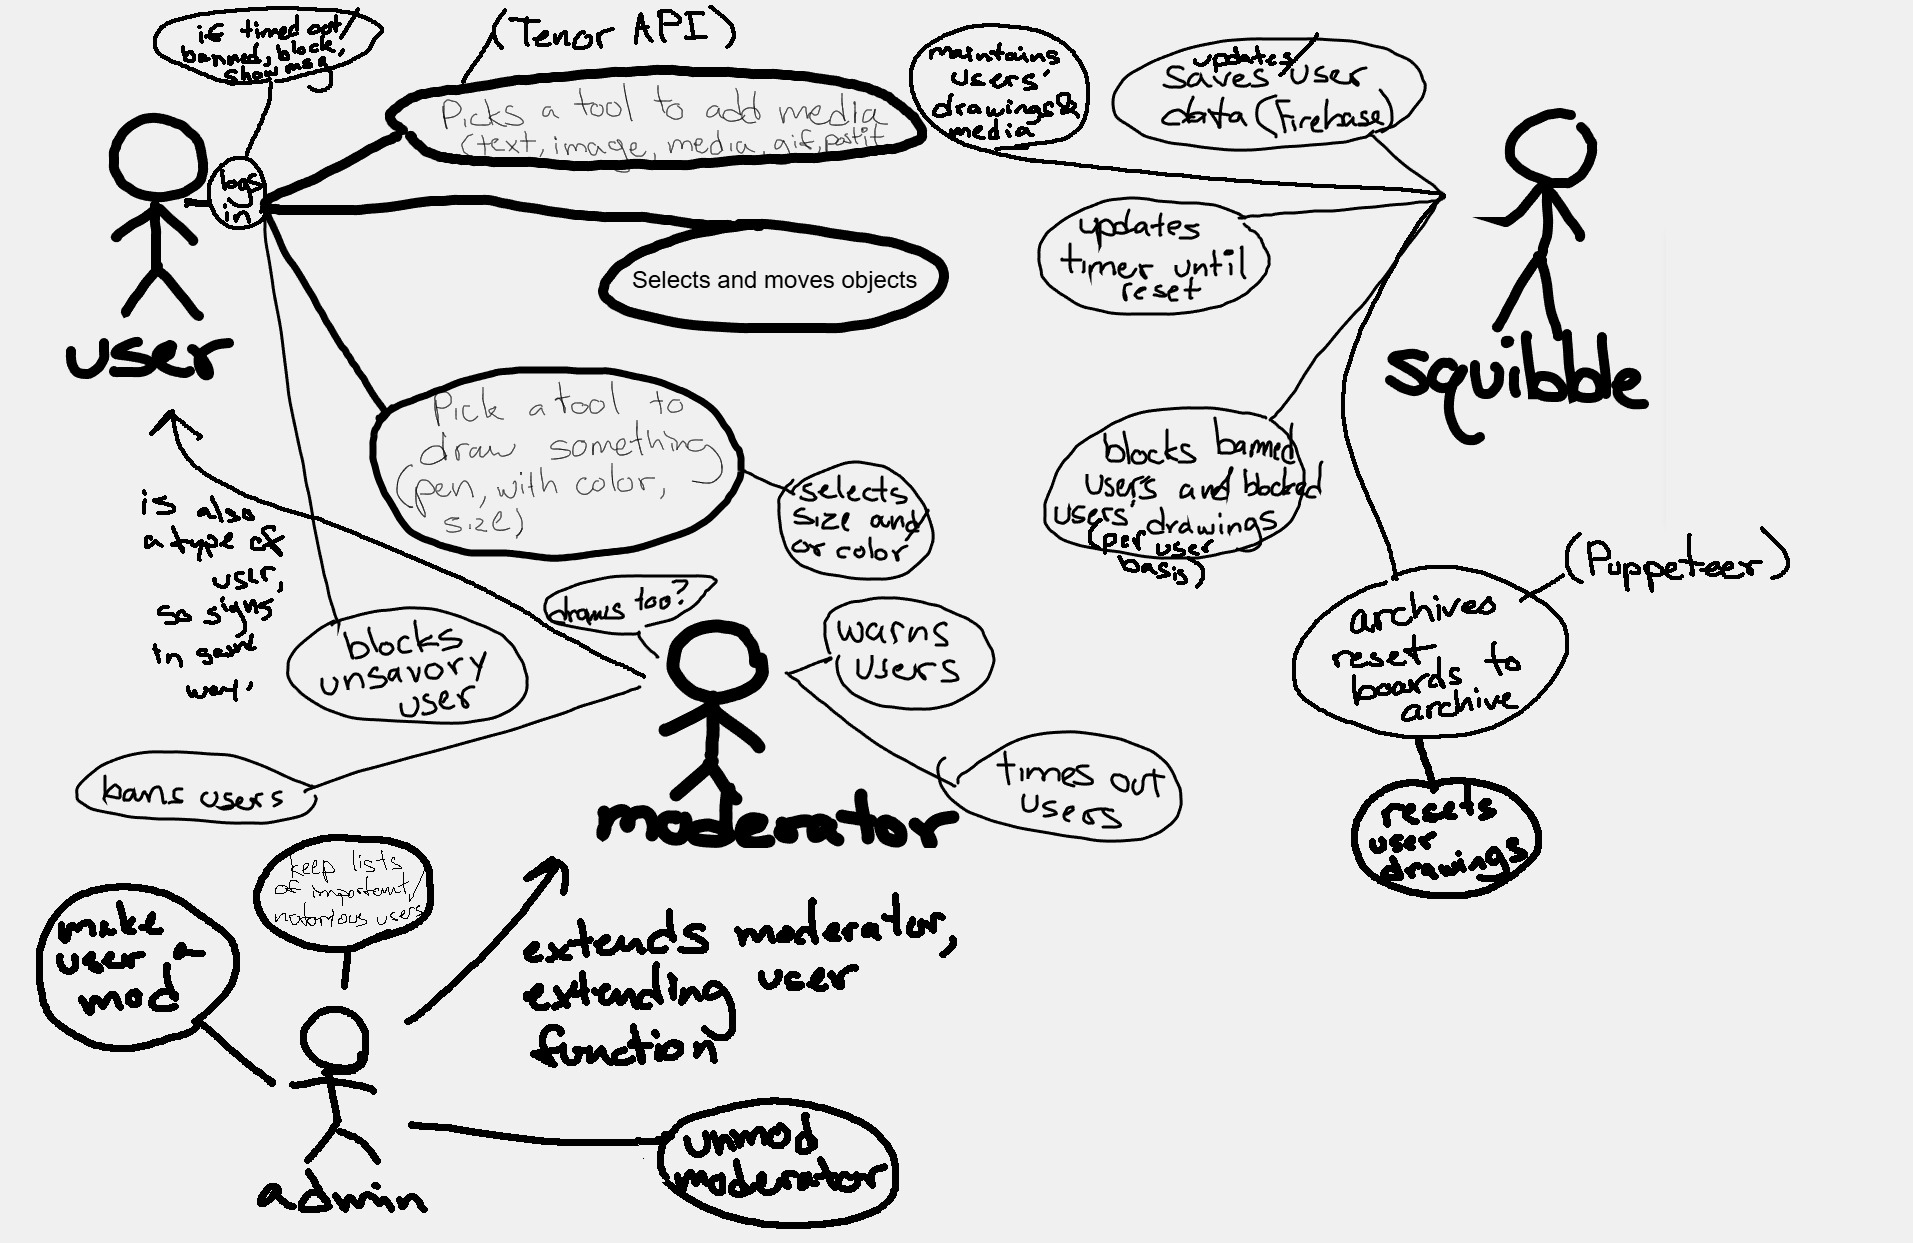 if timed out/
banned, block,
show msg
(Tenor API)
Picks a tool to add media
(text, image, media, gif, postit
logs
in
Selects and moves objects
user
Pick a tool to
draw something
(pen, with color,
size)
selects
size and/
or color
is also
a type of
user,
so signs
in same
way.
blocks
unsavory
user
maintains
users'
drawings &
media
updates/
saves user
data (Firebase)
updates
timer until
reset
squibble
blocks banned
users and blocked
users' drawings
(per user
basis)
(Puppeteer)
archives
reset
boards to
archive
resets
user
drawings
draws too?
warns
users
times out
users
bans users
moderator
keep lists
of important/
notorious users
make
user a
mod
extends moderator,
extending user
function
unmod
moderator
admin